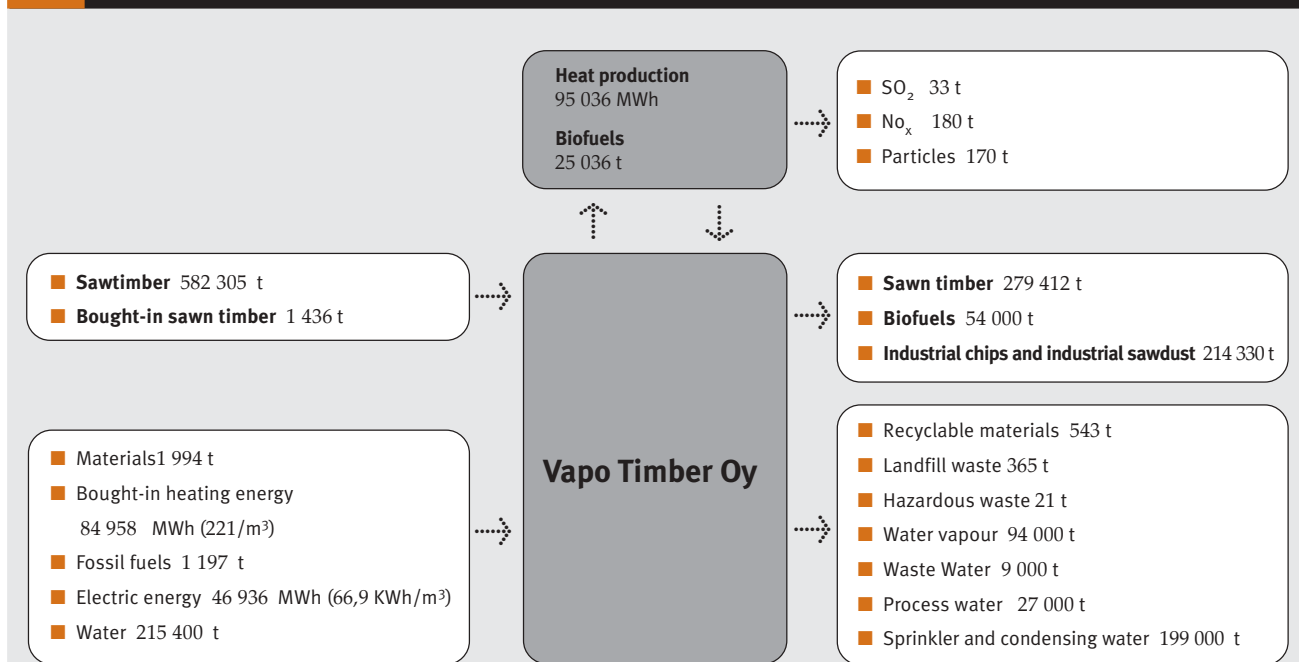 Heat production
95 036 MWh
Biofuels
25 036 t
SO₂ 33 t
Noₓ 180 t
Particles 170 t
Sawtimber 582 305 t
Bought-in sawn timber 1 436 t
Sawn timber 279 412 t
Biofuels 54 000 t
Industrial chips and industrial sawdust 214 330 t
Vapo Timber Oy
Materials1 994 t
Bought-in heating energy
84 958 MWh (221/m³)
Fossil fuels 1 197 t
Electric energy 46 936 MWh (66,9 KWh/m³)
Water 215 400 t
Recyclable materials 543 t
Landfill waste 365 t
Hazardous waste 21 t
Water vapour 94 000 t
Waste Water 9 000 t
Process water 27 000 t
Sprinkler and condensing water 199 000 t